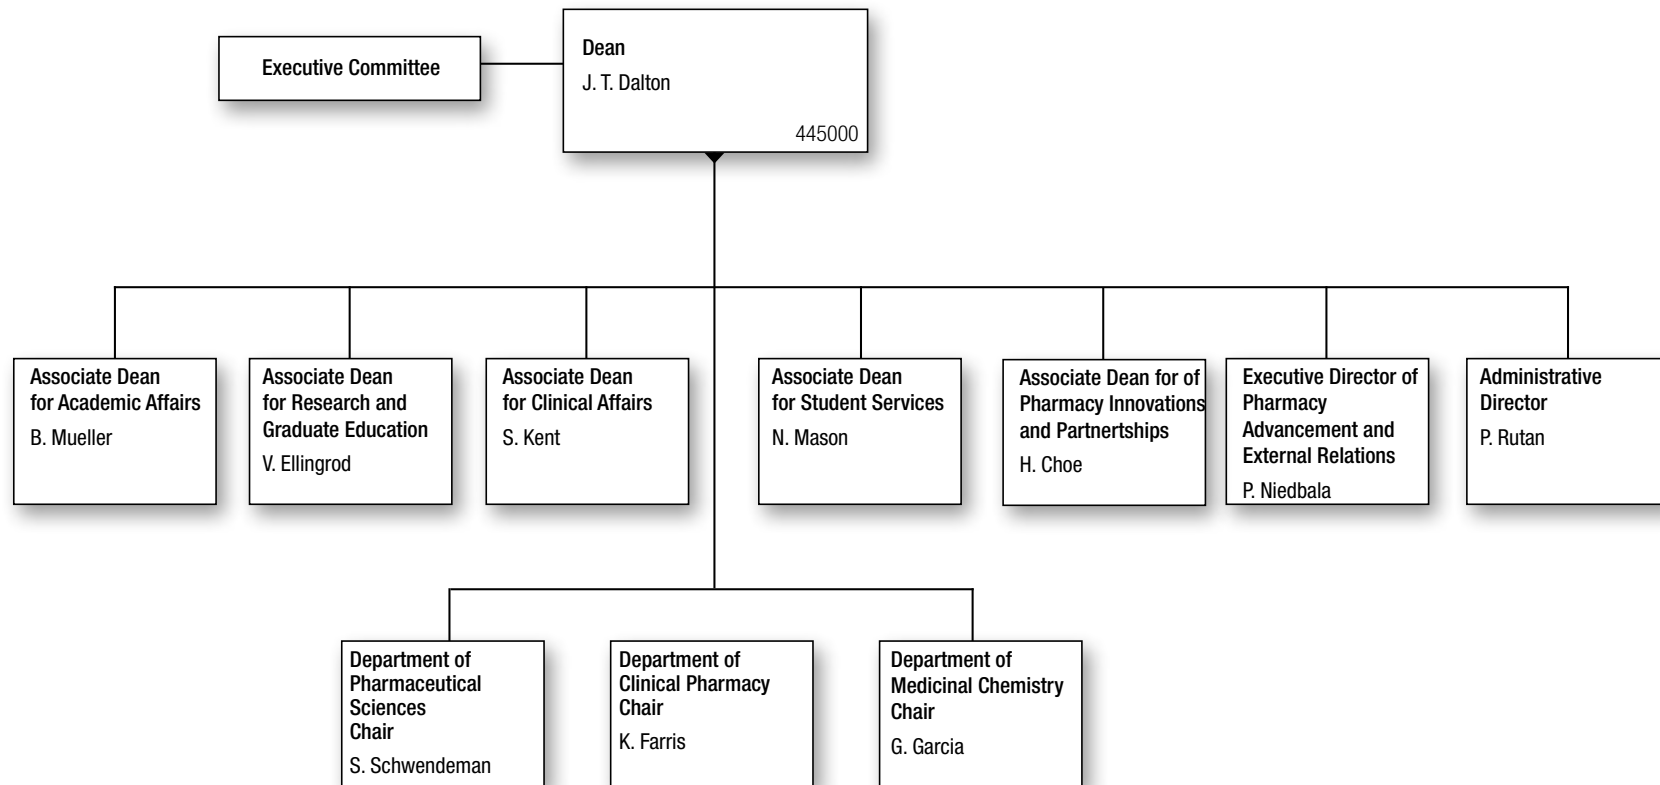 Executive Committee
Dean
J. T. Dalton
445000
Associate Dean
for Academic Affairs
B. Mueller
Associate Dean
for Research and
Graduate Education
V. Ellingrod
Associate Dean
for Clinical Affairs
S. Kent
Associate Dean
for Student Services
N. Mason
Associate Dean for of
Pharmacy Innovations
and Partnertships
H. Choe
Executive Director of
Pharmacy
Advancement and
External Relations
P. Niedbala
Administrative
Director
P. Rutan
Department of
Pharmaceutical
Sciences
Chair
S. Schwendeman
Department of
Clinical Pharmacy
Chair
K. Farris
Department of
Medicinal Chemistry
Chair
G. Garcia